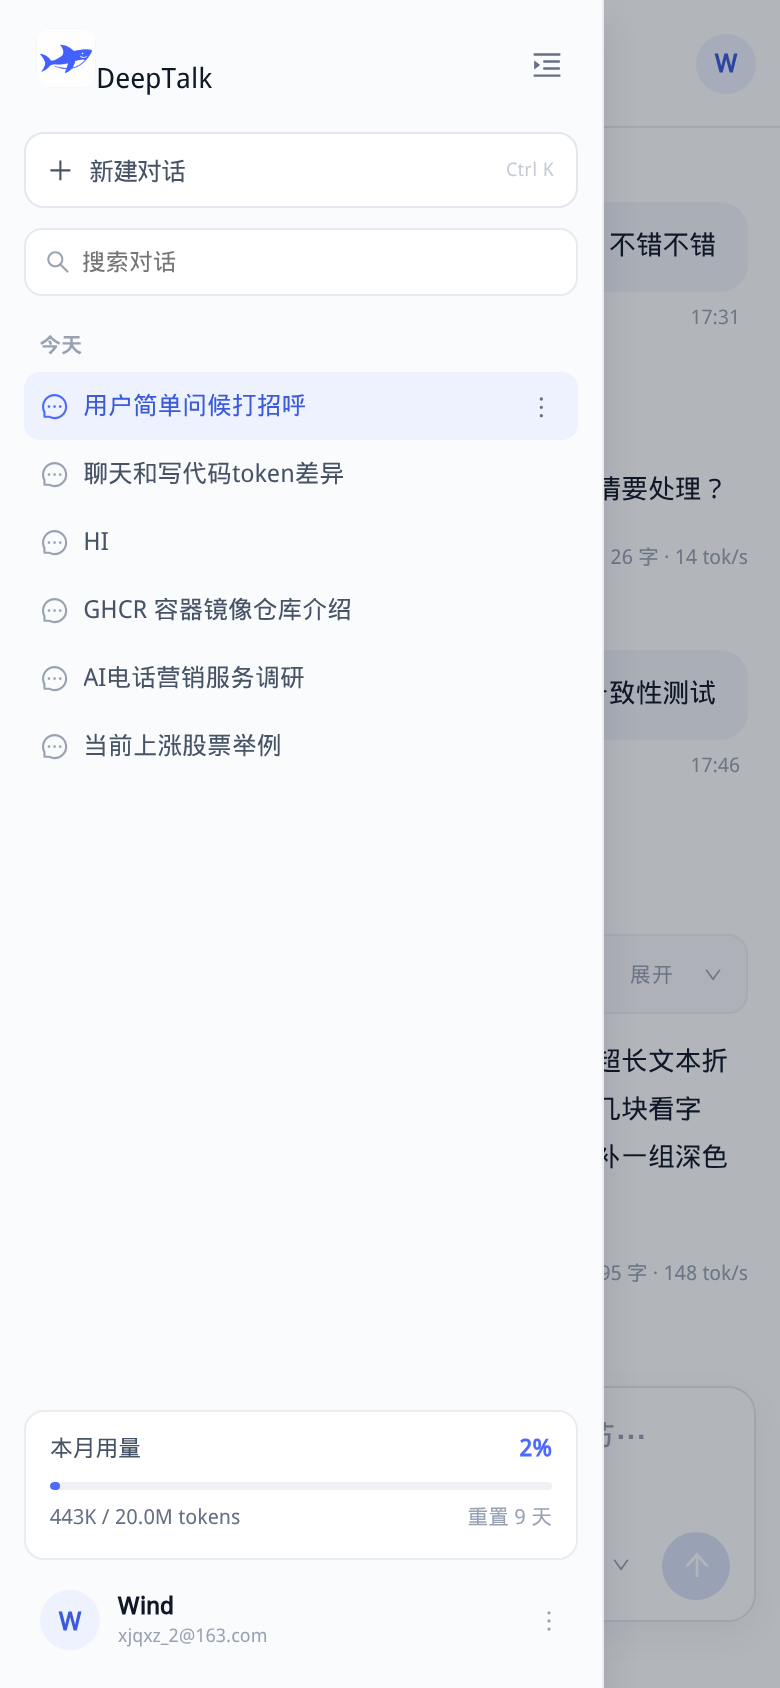 DeepTalk
W
新建对话
Ctrl K
搜索对话
今天
用户简单问候打招呼
聊天和写代码token差异
HI
GHCR 容器镜像仓库介绍
AI电话营销服务调研
当前上涨股票举例
不错不错
17:31
要处理？
26 字 · 14 tok/s
致性测试
17:46
展开
长文本折
块看字
一组深色
95 字 · 148 tok/s
本月用量
2%
443K / 20.0M tokens
重置 9 天
W
Wind
xjqxz_2@163.com